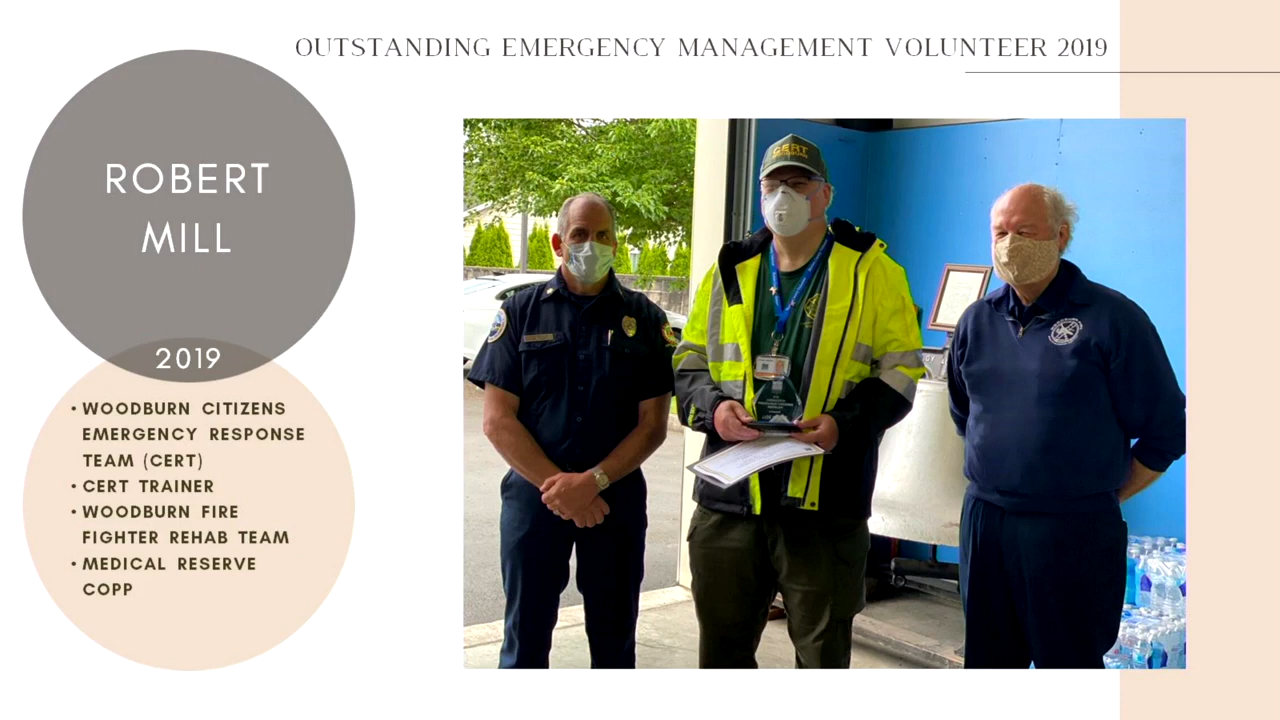 OUTSTANDING EMERGENCY MANAGEMENT VOLUNTEER 2019
ROBERT
MILL
2019
• WOODBURN CITIZENS
EMERGENCY RESPONSE
TEAM (CERT)
• CERT TRAINER
• WOODBURN FIRE
FIGHTER REHAB TEAM
• MEDICAL RESERVE
COPP
CERT